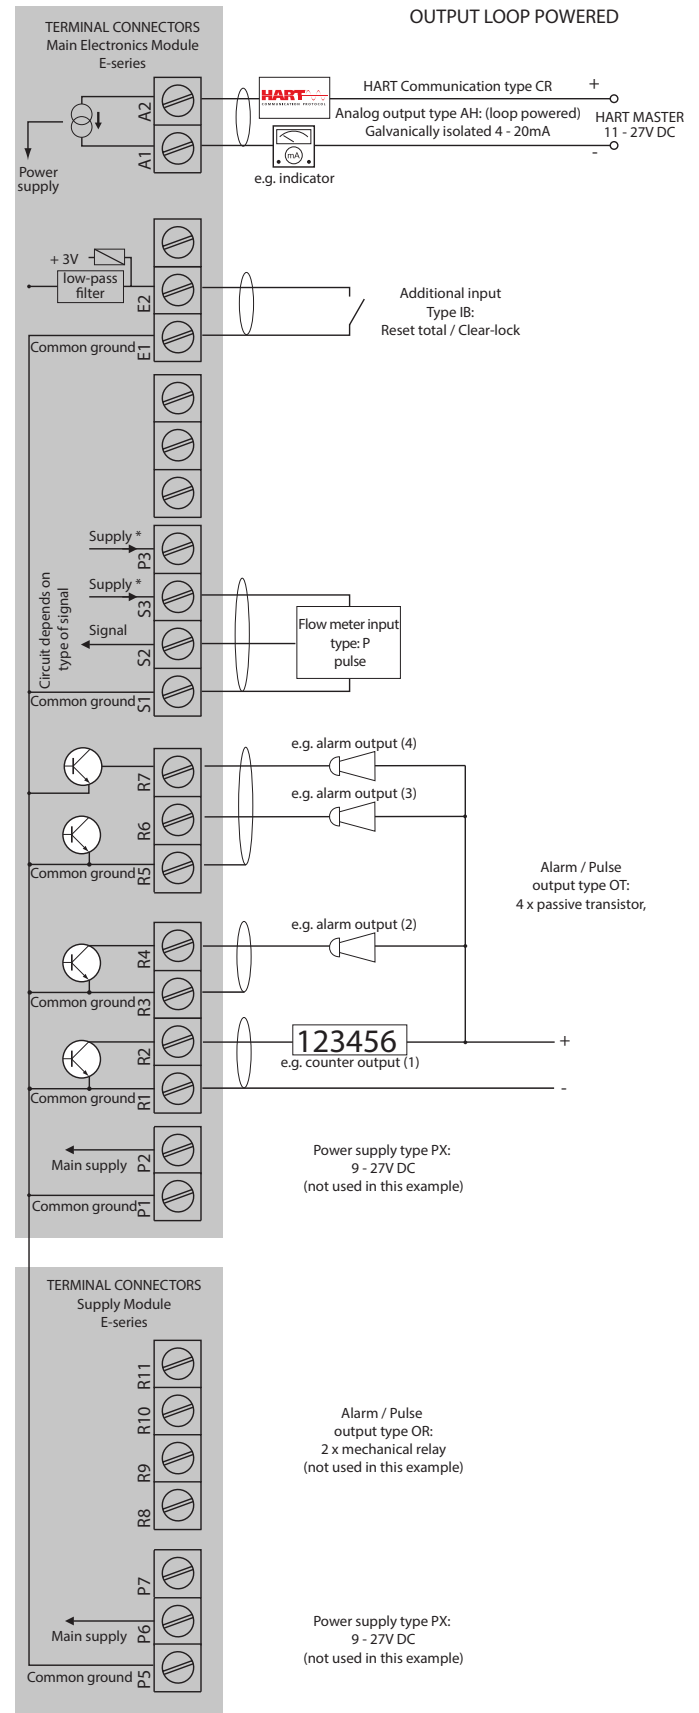 OUTPUT LOOP POWERED
TERMINAL CONNECTORS
Main Electronics Module
E-series
A2
A1
Power
supply
HART
COMMUNICATION PROTOCOL
HART Communication type CR
+
Analog output type AH: (loop powered)
Galvanically isolated 4 - 20mA
HART MASTER
11 - 27V DC
-
mA
e.g. indicator
+ 3V
low-pass
filter
E2
Common ground
E1
Additional input
Type IB:
Reset total / Clear-lock
Supply *
P3
Supply *
S3
Signal
S2
Circuit depends on
type of signal
Common ground
S1
Flow meter input
type: P
pulse
e.g. alarm output (4)
R7
e.g. alarm output (3)
R6
Common ground
R5
Alarm / Pulse
output type OT:
4 x passive transistor,
e.g. alarm output (2)
R4
Common ground
R3
R2
123456
+
e.g. counter output (1)
Common ground
R1
-
Main supply
P2
Common ground
P1
Power supply type PX:
9 - 27V DC
(not used in this example)
TERMINAL CONNECTORS
Supply Module
E-series
R11
R10
R9
R8
Alarm / Pulse
output type OR:
2 x mechanical relay
(not used in this example)
P7
Main supply
P6
Common ground
P5
Power supply type PX:
9 - 27V DC
(not used in this example)